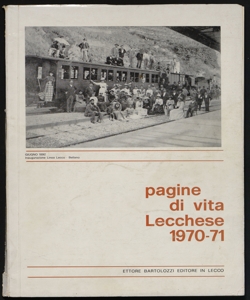 pagine
di vita
Lecchese
1970-71
ETTORE BARTOLOZZI EDITORE IN LECCO